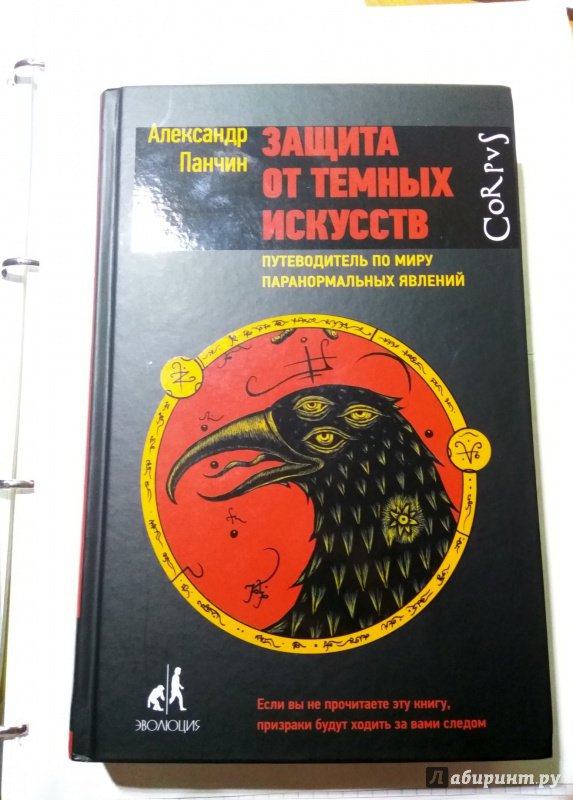 Александр
Панчин
ЗАЩИТА
ОТ ТЕМНЫХ
ИСКУССТВ
ПУТЕВОДИТЕЛЬ ПО МИРУ
ПАРАНОРМАЛЬНЫХ ЯВЛЕНИЙ
CORPVS
ЭВОЛЮЦИЯ
Если вы не прочитаете эту книгу,
призраки будут ходить за вами следом
Лабиринт.ру